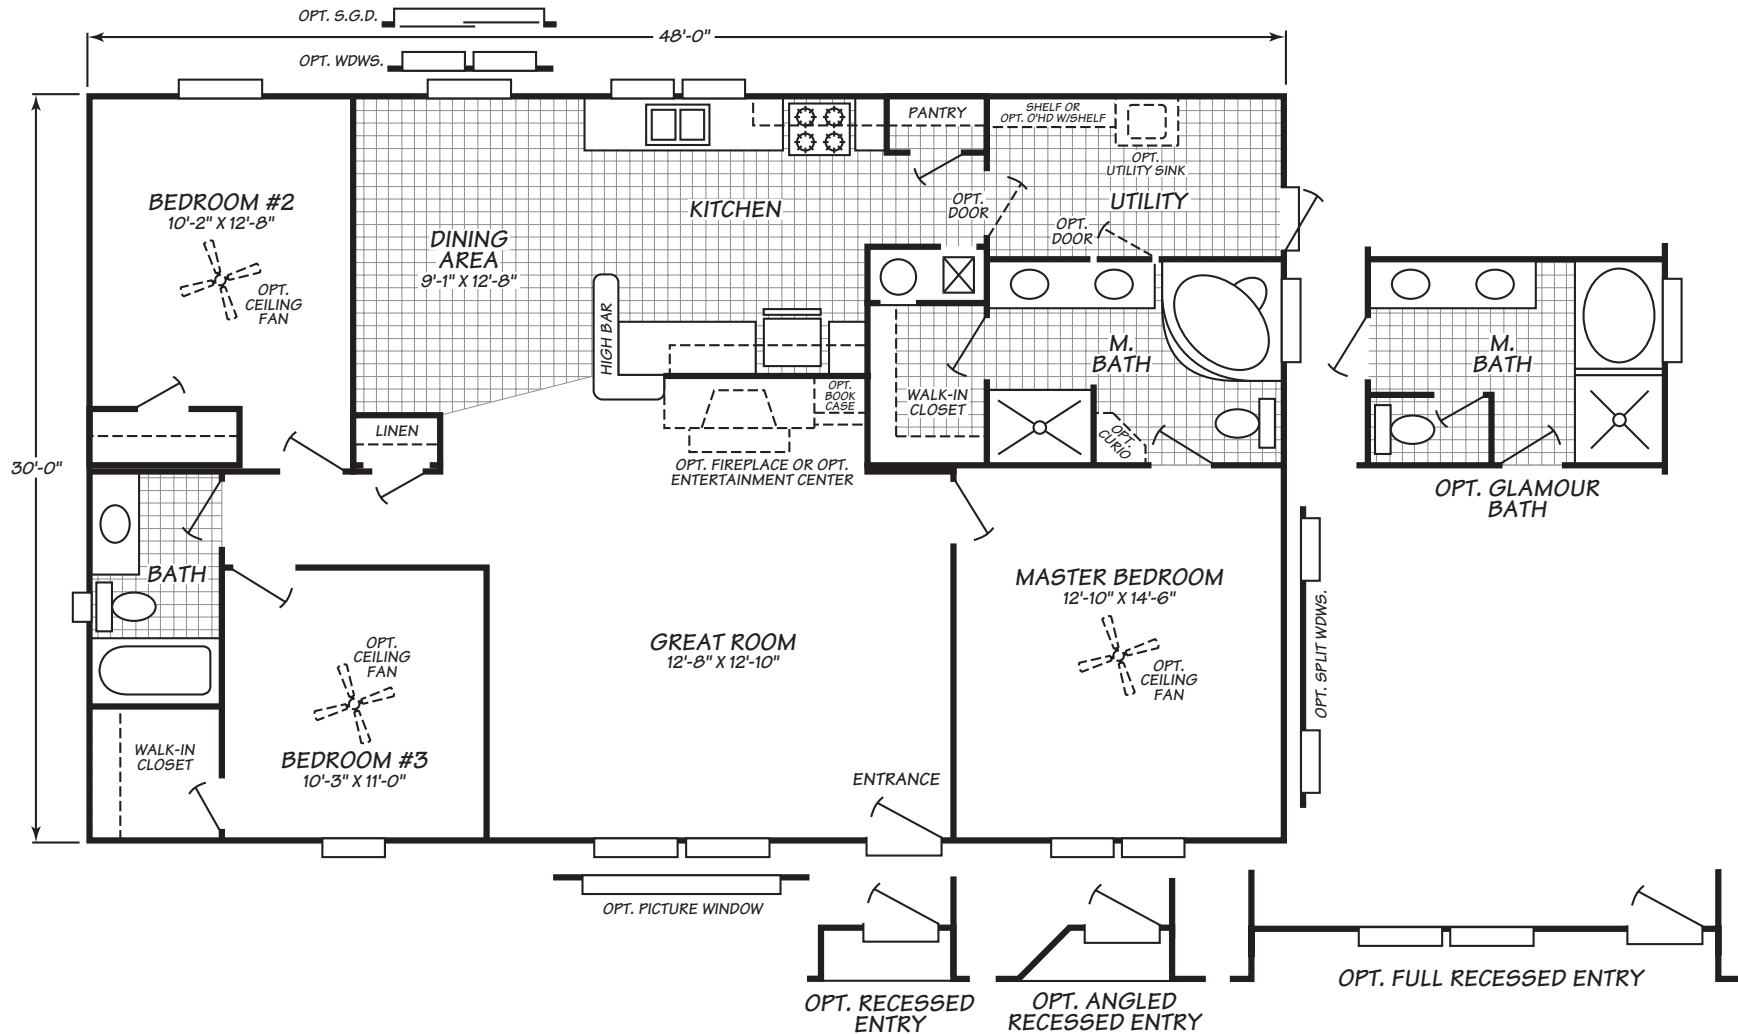 OPT. S.G.D.
48'-0"
OPT. WDWS.
PANTRY
SHELF OR
OPT. O'HD W/SHELF
OPT.
UTILITY SINK
BEDROOM #2
10'-2" X 12'-8"
KITCHEN
OPT.
DOOR
UTILITY
OPT.
DOOR
DINING
AREA
9'-1" X 12'-8"
OPT.
CEILING
FAN
HIGH BAR
M.
BATH
M.
BATH
OPT.
BOOK
CASE
WALK-IN
CLOSET
LINEN
OPT.
CURIO
30'-0"
OPT. FIREPLACE OR OPT.
ENTERTAINMENT CENTER
OPT. GLAMOUR
BATH
BATH
MASTER BEDROOM
12'-10" X 14'-6"
OPT. SPLIT WDWS.
GREAT ROOM
12'-8" X 12'-10"
OPT.
CEILING
FAN
OPT.
CEILING
FAN
WALK-IN
CLOSET
BEDROOM #3
10'-3" X 11'-0"
ENTRANCE
OPT. PICTURE WINDOW
OPT. RECESSED
ENTRY
OPT. ANGLED
RECESSED ENTRY
OPT. FULL RECESSED ENTRY